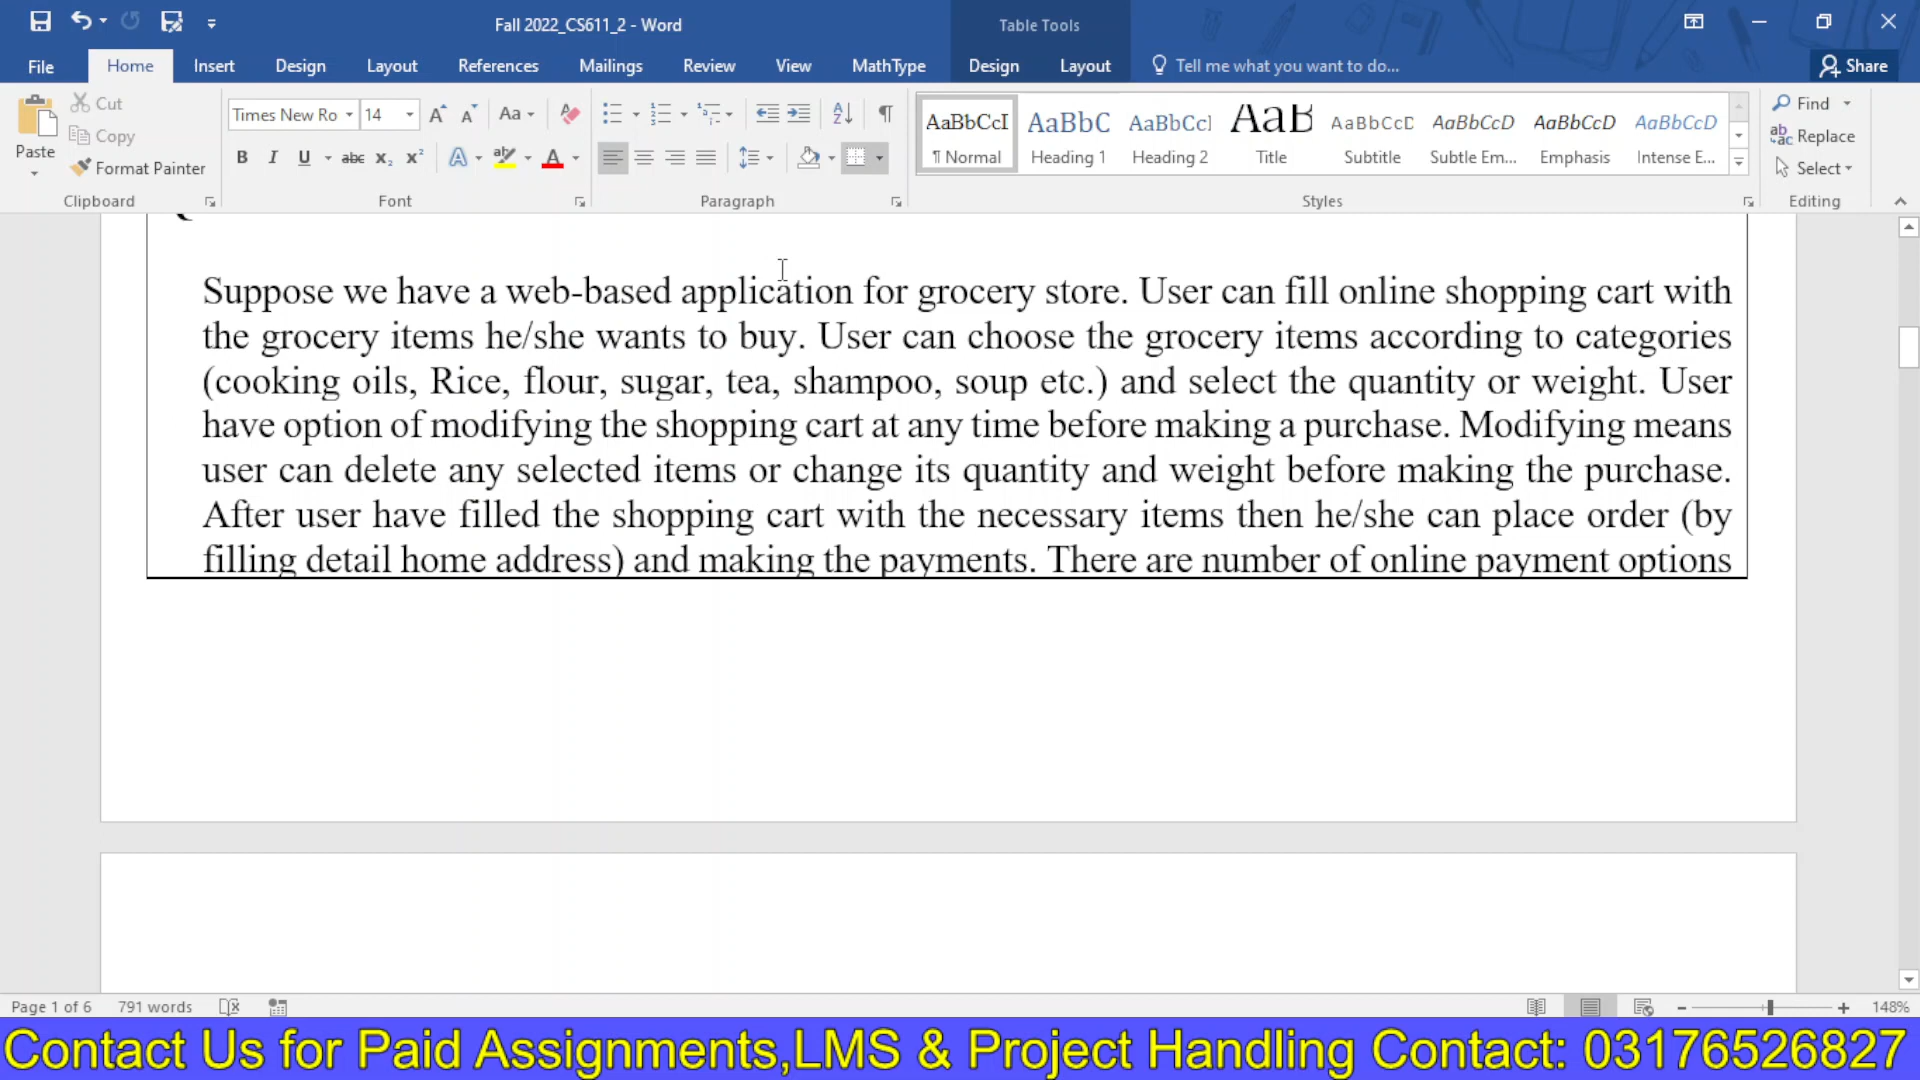 Fall 2022_CS611_2 - Word
Table Tools
File Home Insert Design Layout References Mailings Review View MathType Design Layout Tell me what you want to do... Share
Paste Cut Copy Format Painter
Clipboard
Times New Ro 14
Font
Paragraph
AaBbCcI AaBbC AaBbCcI AaB AaBbCcD AaBbCcD AaBbCcD AaBbCcD
¶ Normal Heading 1 Heading 2 Title Subtitle Subtle Em... Emphasis Intense E...
Styles
Find
Replace
Select
Editing
Suppose we have a web-based application for grocery store. User can fill online shopping cart with
the grocery items he/she wants to buy. User can choose the grocery items according to categories
(cooking oils, Rice, flour, sugar, tea, shampoo, soup etc.) and select the quantity or weight. User
have option of modifying the shopping cart at any time before making a purchase. Modifying means
user can delete any selected items or change its quantity and weight before making the purchase.
After user have filled the shopping cart with the necessary items then he/she can place order (by
filling detail home address) and making the payments. There are number of online payment options
Page 1 of 6 791 words 148%
Contact Us for Paid Assignments,LMS & Project Handling Contact: 03176526827